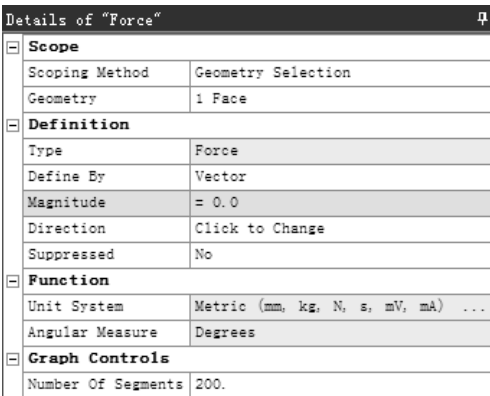 Details of "Force"
Scope
Scoping Method Geometry Selection
Geometry 1 Face
Definition
Type Force
Define By Vector
Magnitude = 0.0
Direction Click to Change
Suppressed No
Function
Unit System Metric (mm, kg, N, s, mV, mA) ...
Angular Measure Degrees
Graph Controls
Number Of Segments 200.